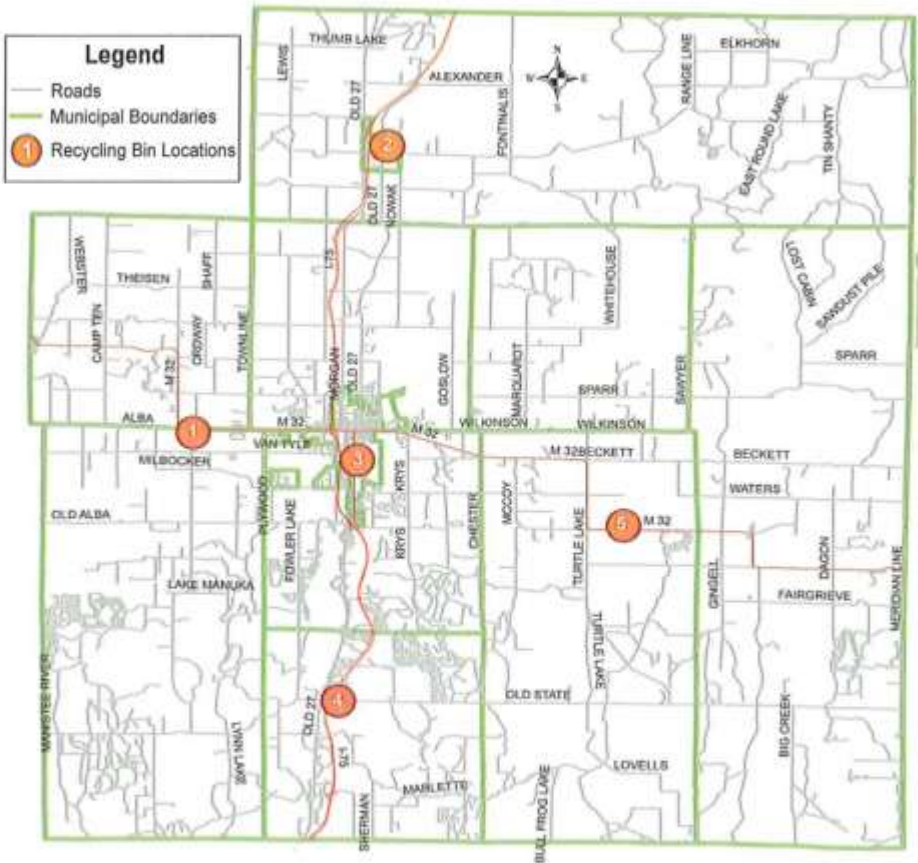 Legend
Roads
Municipal Boundaries
1 Recycling Bin Locations
N
W E
S
THUMB LAKE
LEWIS
OLD 27
ALEXANDER
FONTINALIS
RANGE LINE
ELKHORN
EAST ROUND LAKE
TIN SHANTY
2
OLD 27
NOWAK
WEBSTER
THEISEN
SHAFF
CAMP TEN
M 32
ORDWAY
TOWNLINE
I-75
MORGAN
OLD 27
GOSLOW
MARQUARDT
WHITEHOUSE
SPARR
SAWYER
LOST CABIN
SAWDUST PILE
SPARR
ALBA
1
M 32
VAN TYLE
M 32
WILKINSON
WILKINSON
MILBOCKER
3
KRYS
M 32
BECKETT
BECKETT
WATERS
OLD ALBA
FOWLER LAKE
KRYS
CHESTER
MCCOY
TURTLE LAKE
5
M 32
GINGELL
DAGON
MERIDIAN LINE
LAKE MANUKA
FAIRGRIEVE
TURTLE LAKE
MANISTEE RIVER
LYNN LAKE
OLD 27
4
OLD STATE
BIG CREEK
I-75
SHERMAN
MARLETTE
BULL FROG LAKE
LOVELLS